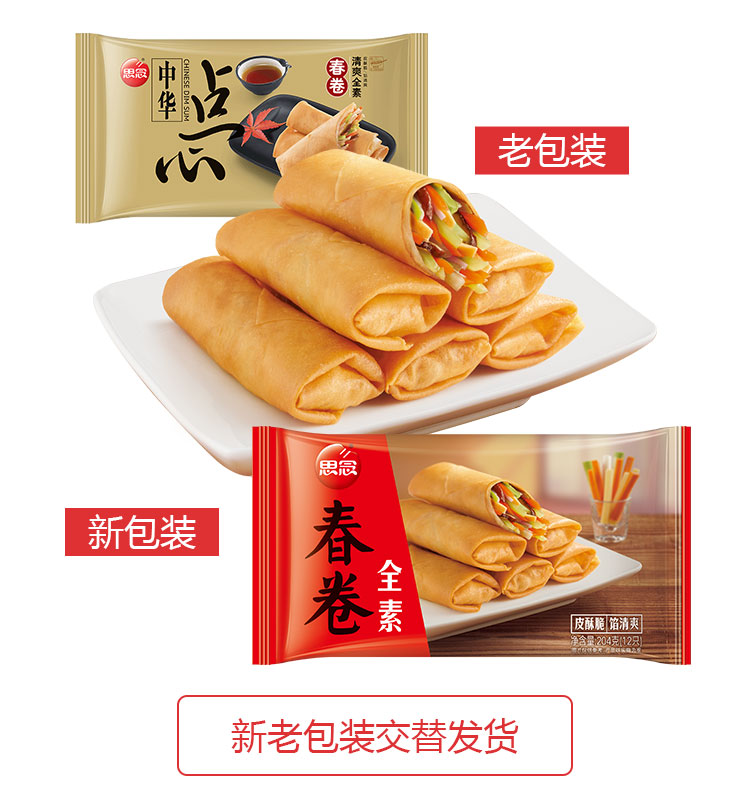 思念
中华
点心
CHINESE DIM SUM
春卷
清爽全素
老包装
新包装
思念
春卷
全素
皮酥脆 馅清爽
净含量:204克(12只)
新老包装交替发货